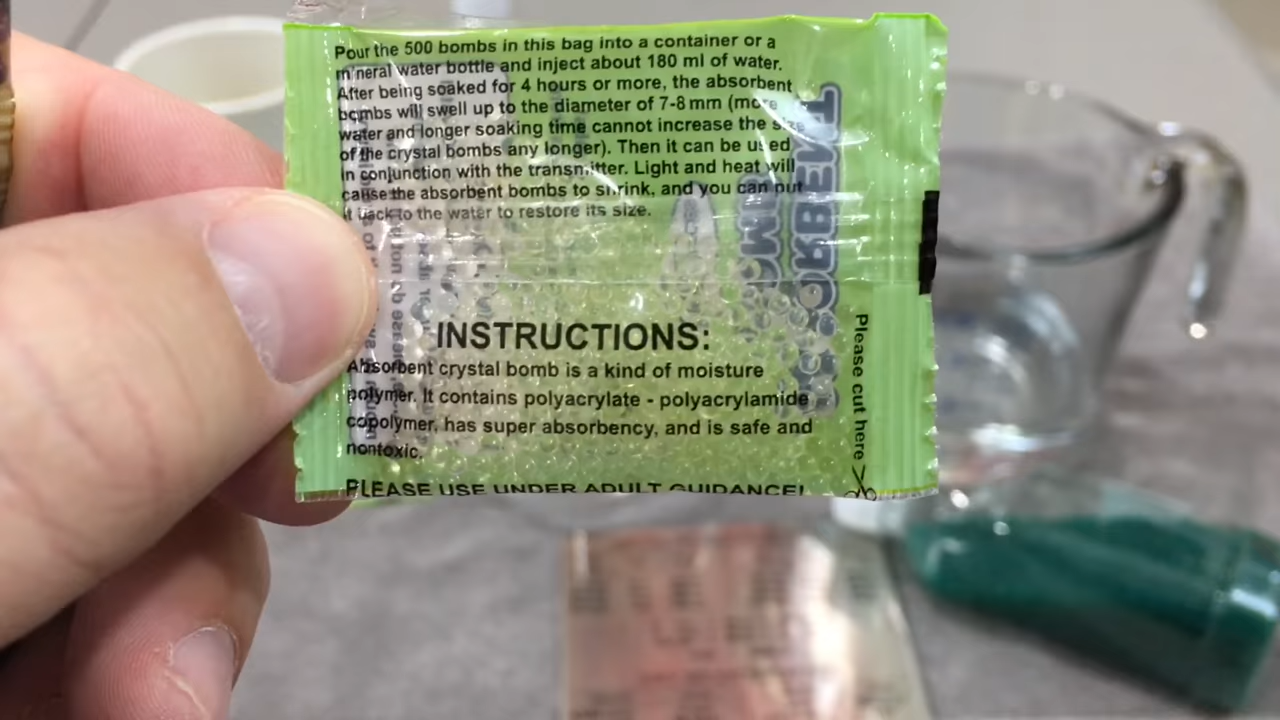 Pour the 500 bombs in this bag into a container or a
mineral water bottle and inject about 180 ml of water.
After being soaked for 4 hours or more, the absorbent
bombs will swell up to the diameter of 7-8 mm (more
water and longer soaking time cannot increase the size
of the crystal bombs any longer). Then it can be used
in conjunction with the transmitter. Light and heat will
cause the absorbent bombs to shrink, and you can put
it back to the water to restore its size.
INSTRUCTIONS:
Absorbent crystal bomb is a kind of moisture
polymer. It contains polyacrylate - polyacrylamide
copolymer, has super absorbency, and is safe and
nontoxic.
PLEASE USE UNDER ADULT GUIDANCE!
Please cut here